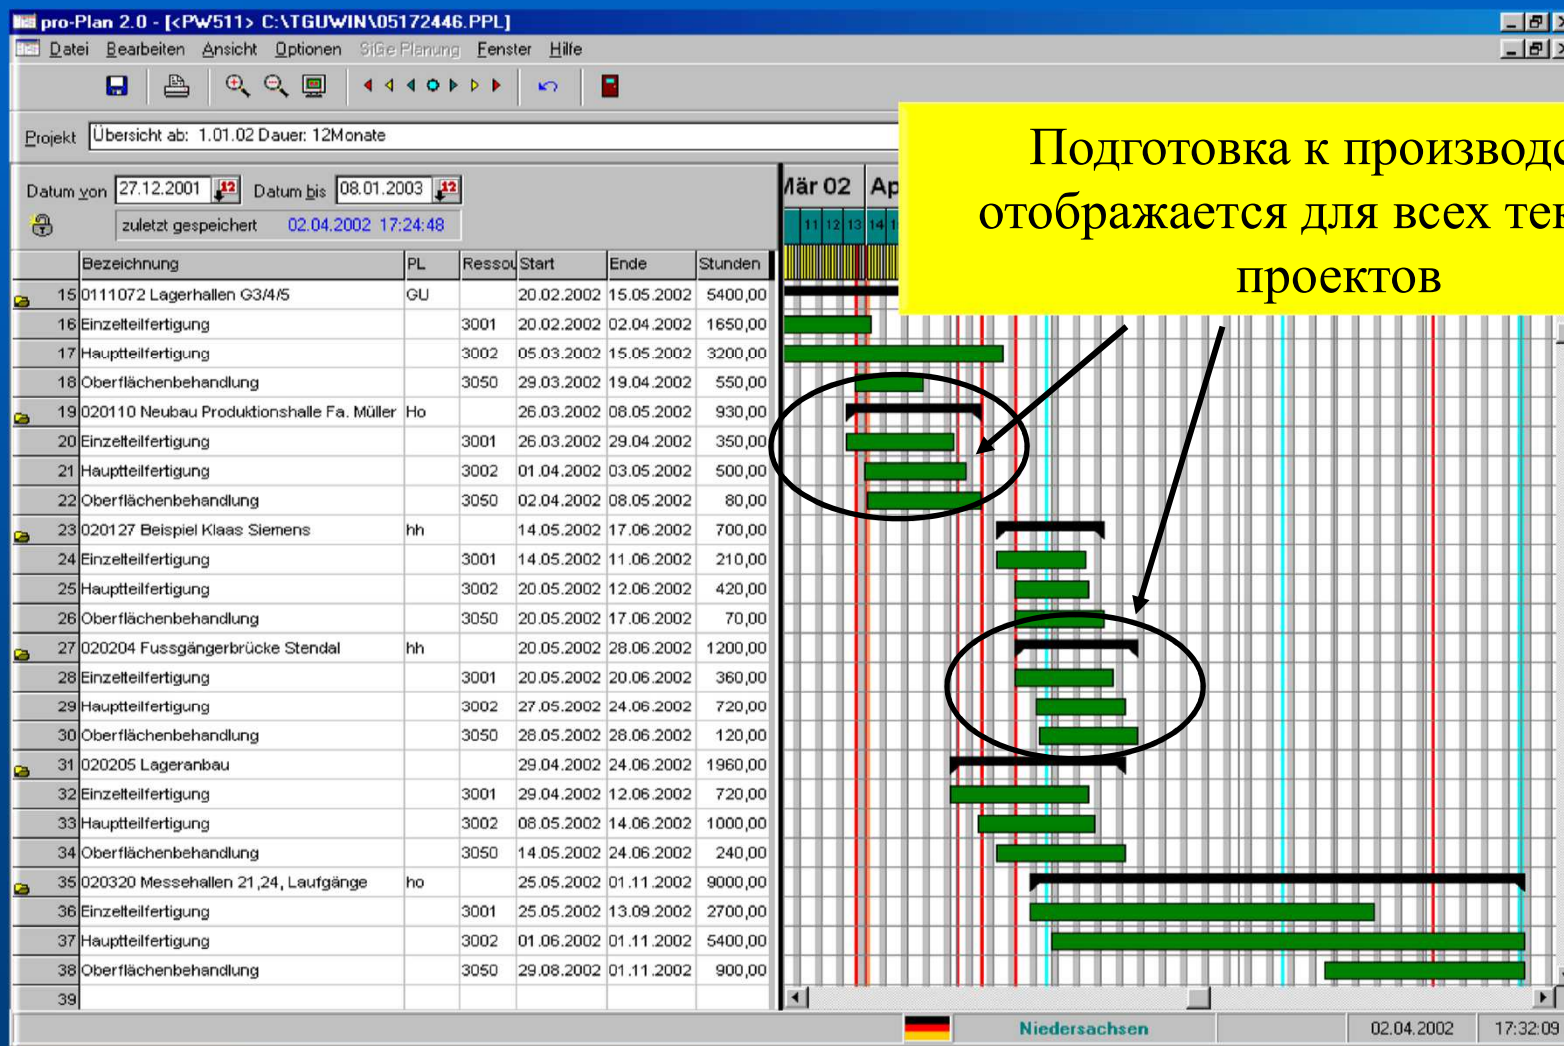 pro-Plan 2.0 - [<PW511> C:\TGUWIN\05172446.PPL]
Datei Bearbeiten Ansicht Optionen SiGe Planung Fenster Hilfe
Projekt Übersicht ab: 1.01.02 Dauer: 12Monate
Подготовка к производс
отображается для всех тек
проектов
Datum von 27.12.2001 12 Datum bis 08.01.2003 12
zuletzt gespeichert 02.04.2002 17:24:48
Mär 02 Ap
11 12 13 14 1
Bezeichnung PL Ressou Start Ende Stunden
15 0111072 Lagerhallen G3/4/5 GU 20.02.2002 15.05.2002 5400,00
16 Einzelteilfertigung 3001 20.02.2002 02.04.2002 1650,00
17 Hauptteilfertigung 3002 05.03.2002 15.05.2002 3200,00
18 Oberflächenbehandlung 3050 29.03.2002 19.04.2002 550,00
19 020110 Neubau Produktionshalle Fa. Müller Ho 26.03.2002 08.05.2002 930,00
20 Einzelteilfertigung 3001 26.03.2002 29.04.2002 350,00
21 Hauptteilfertigung 3002 01.04.2002 03.05.2002 500,00
22 Oberflächenbehandlung 3050 02.04.2002 08.05.2002 80,00
23 020127 Beispiel Klaas Siemens hh 14.05.2002 17.06.2002 700,00
24 Einzelteilfertigung 3001 14.05.2002 11.06.2002 210,00
25 Hauptteilfertigung 3002 20.05.2002 12.06.2002 420,00
26 Oberflächenbehandlung 3050 20.05.2002 17.06.2002 70,00
27 020204 Fussgängerbrücke Stendal hh 20.05.2002 28.06.2002 1200,00
28 Einzelteilfertigung 3001 20.05.2002 20.06.2002 360,00
29 Hauptteilfertigung 3002 27.05.2002 24.06.2002 720,00
30 Oberflächenbehandlung 3050 28.05.2002 28.06.2002 120,00
31 020205 Lageranbau 29.04.2002 24.06.2002 1960,00
32 Einzelteilfertigung 3001 29.04.2002 12.06.2002 720,00
33 Hauptteilfertigung 3002 08.05.2002 14.06.2002 1000,00
34 Oberflächenbehandlung 3050 14.05.2002 24.06.2002 240,00
35 020320 Messehallen 21,24, Laufgänge ho 25.05.2002 01.11.2002 9000,00
36 Einzelteilfertigung 3001 25.05.2002 13.09.2002 2700,00
37 Hauptteilfertigung 3002 01.06.2002 01.11.2002 5400,00
38 Oberflächenbehandlung 3050 29.08.2002 01.11.2002 900,00
39
Niedersachsen 02.04.2002 17:32:09